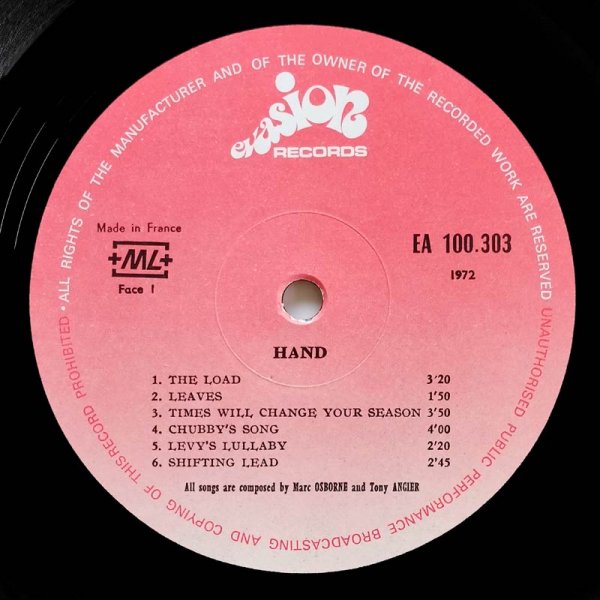 • ALL RIGHTS OF THE MANUFACTURER AND OF THE OWNER OF THE RECORDED WORK ARE RESERVED UNAUTHORISED PUBLIC PERFORMANCE BROADCASTING AND COPYING OF THIS RECORD PROHIBITED
evasion
RECORDS
Made in France
+ML+
Face 1
EA 100.303
1972
HAND
1. THE LOAD 3'20
2. LEAVES 1'50
3. TIMES WILL CHANGE YOUR SEASON 3'50
4. CHUBBY'S SONG 4'00
5. LEVY'S LULLABY 2'20
6. SHIFTING LEAD 2'45
All songs are composed by Marc OSBORNE and Tony ANGIER